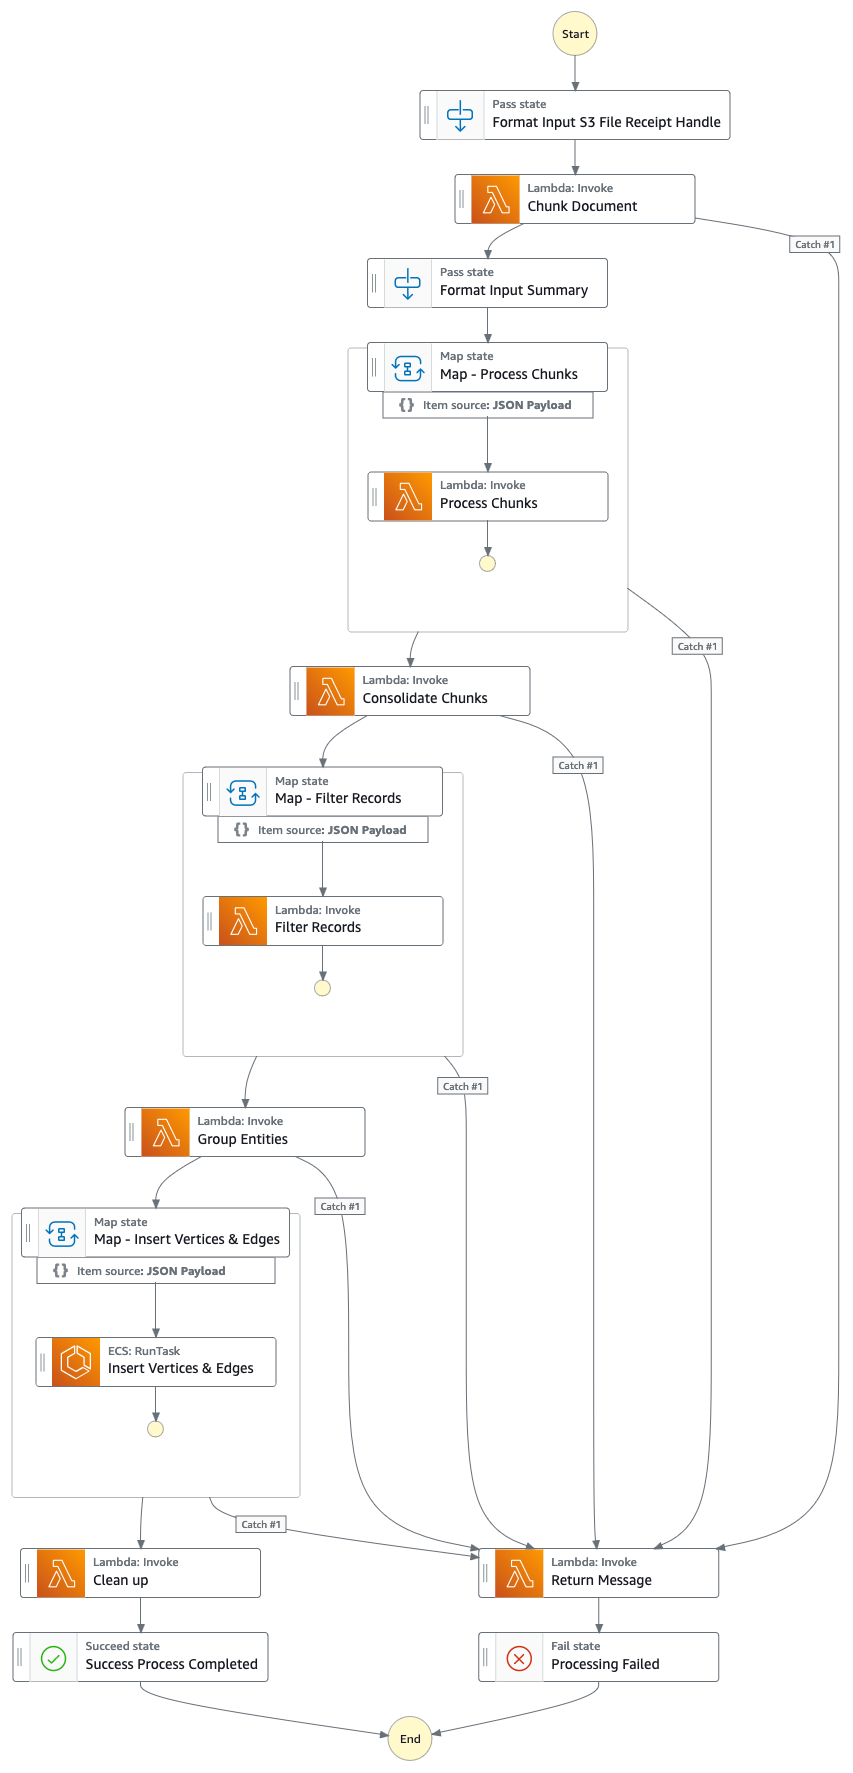 Start
Pass state
Format Input S3 File Receipt Handle
Lambda: Invoke
Chunk Document
Catch #1
Pass state
Format Input Summary
Map state
Map - Process Chunks
{} Item source: JSON Payload
Lambda: Invoke
Process Chunks
Catch #1
Lambda: Invoke
Consolidate Chunks
Catch #1
Map state
Map - Filter Records
{} Item source: JSON Payload
Lambda: Invoke
Filter Records
Catch #1
Lambda: Invoke
Group Entities
Catch #1
Map state
Map - Insert Vertices & Edges
{} Item source: JSON Payload
ECS: RunTask
Insert Vertices & Edges
Catch #1
Lambda: Invoke
Clean up
Lambda: Invoke
Return Message
Succeed state
Success Process Completed
Fail state
Processing Failed
End